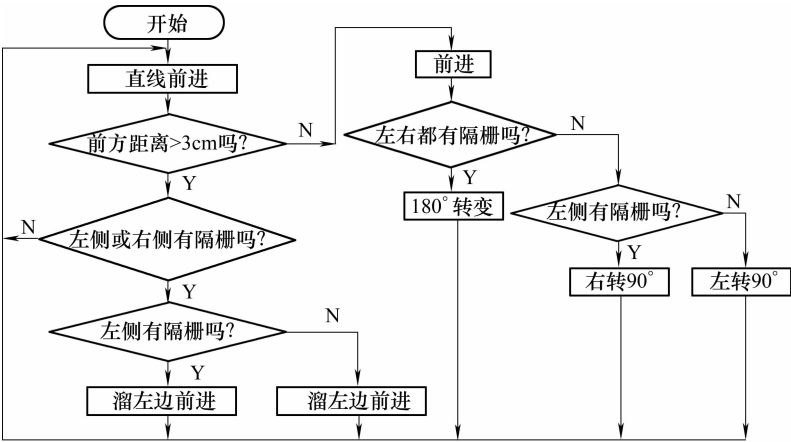 开始
直线前进
前方距离>3cm吗?
N
Y
左侧或右侧有隔栅吗?
N
Y
左侧有隔栅吗?
N
Y
溜左边前进
溜左边前进
前进
左右都有隔栅吗?
N
Y
180°转变
左侧有隔栅吗?
N
Y
右转90°
左转90°